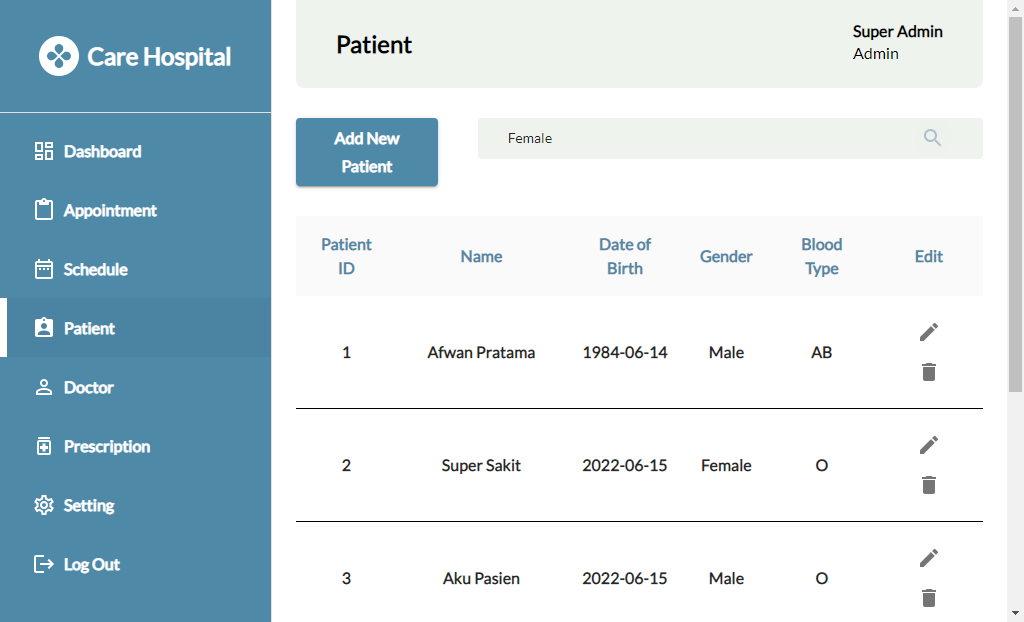 Care Hospital
Dashboard
Appointment
Schedule
Patient
Doctor
Prescription
Setting
Log Out
Patient
Super Admin
Admin
Add New
Patient
Female
Patient ID Name Date of Birth Gender Blood Type Edit
1 Afwan Pratama 1984-06-14 Male AB
2 Super Sakit 2022-06-15 Female O
3 Aku Pasien 2022-06-15 Male O